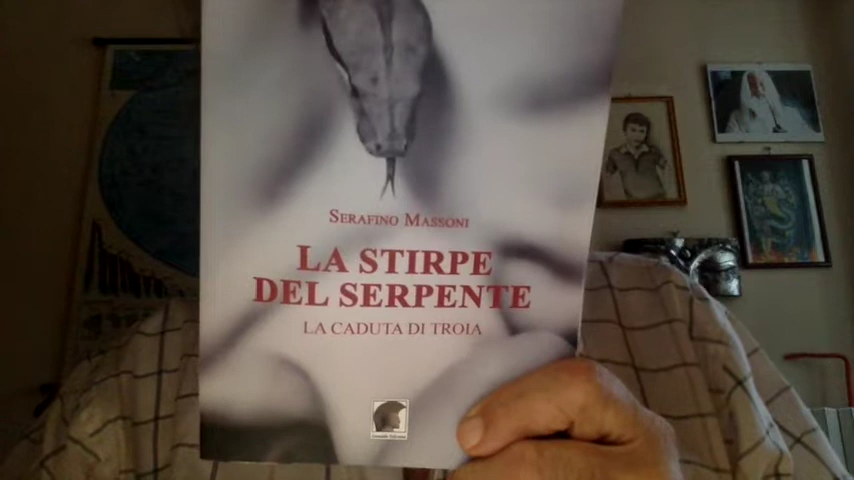 SERAFINO MASSONI
LA STIRPE
DEL SERPENTE
LA CADUTA DI TROIA